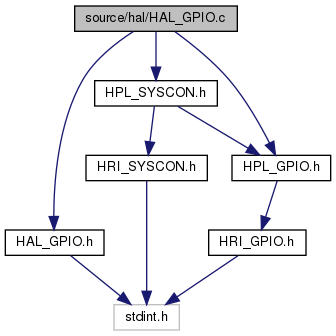 source/hal/HAL_GPIO.c
HPL_SYSCON.h
HRI_SYSCON.h
HPL_GPIO.h
HAL_GPIO.h
HRI_GPIO.h
stdint.h